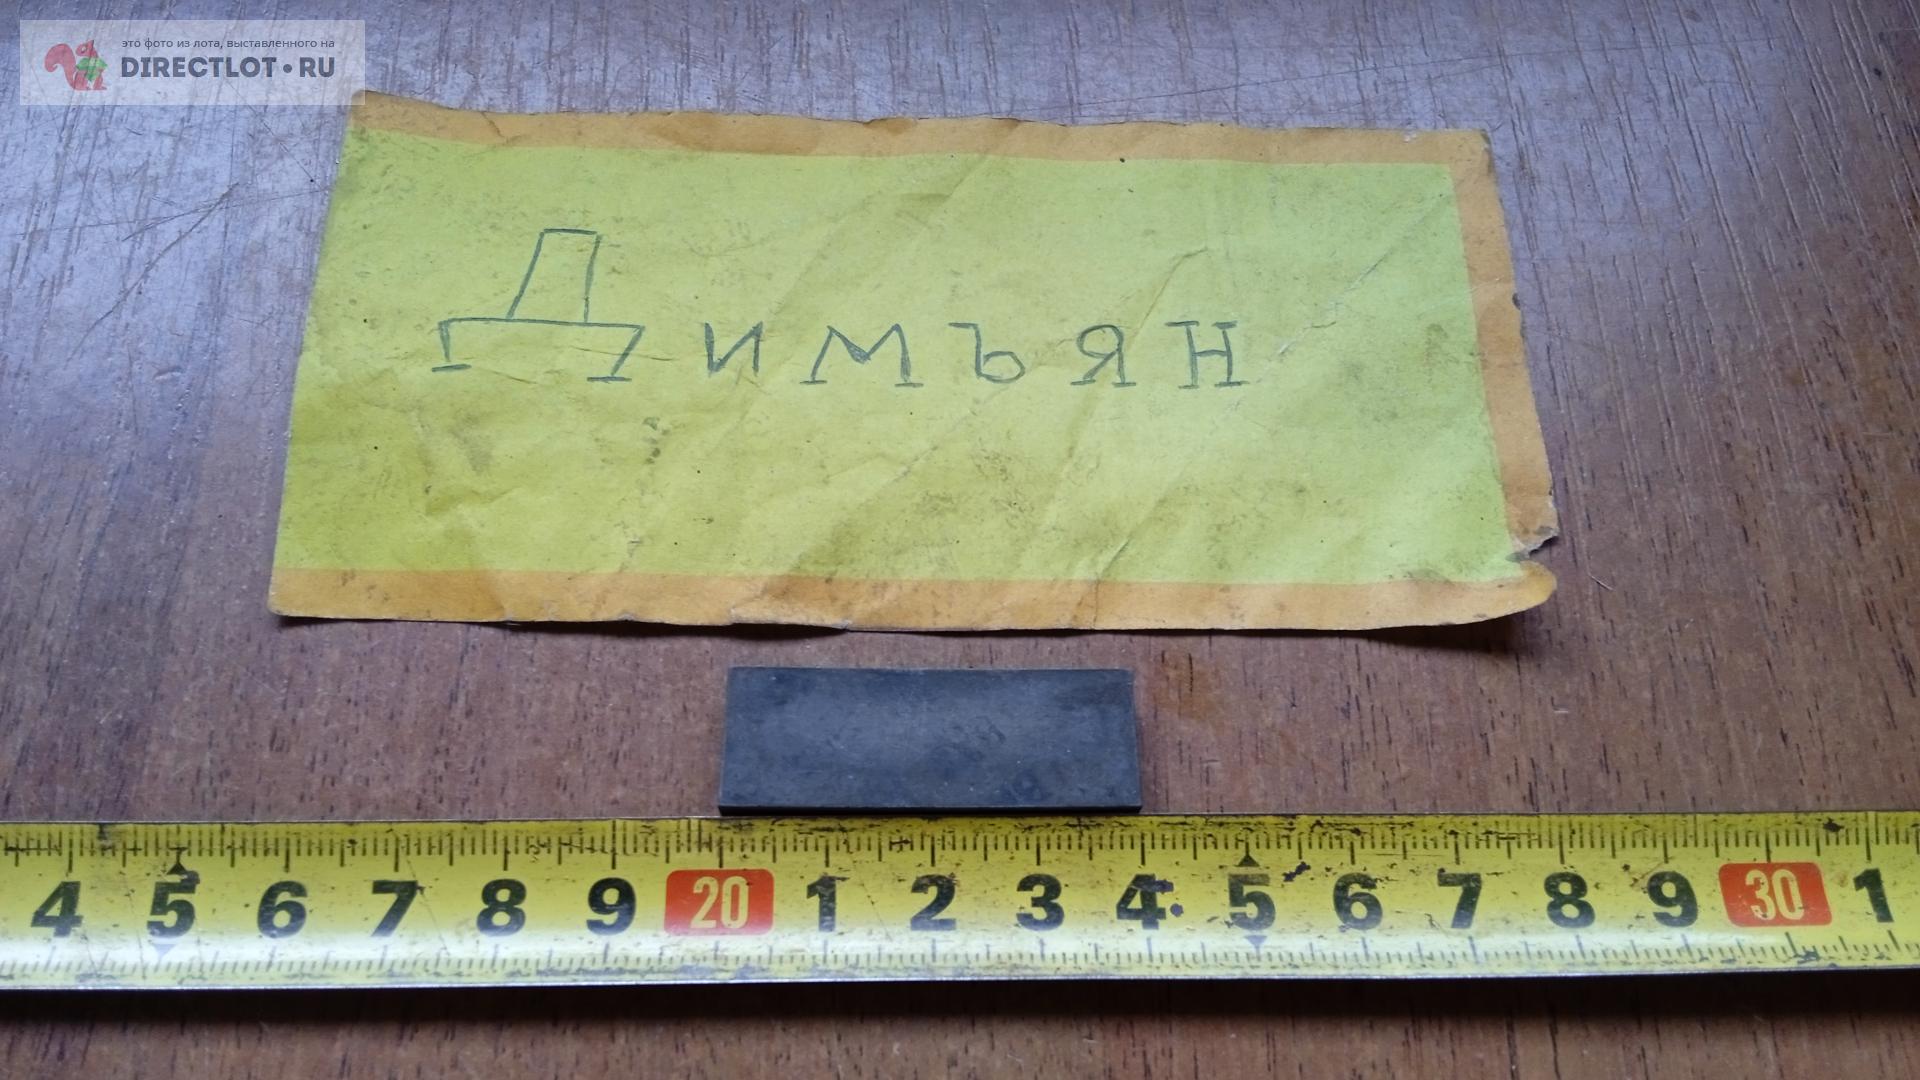 это фото из лота, выставленного на
DIRECTLOT.RU
Димъян
4 5 6 7 8 9 20 1 2 3 4 5 6 7 8 9 30 1